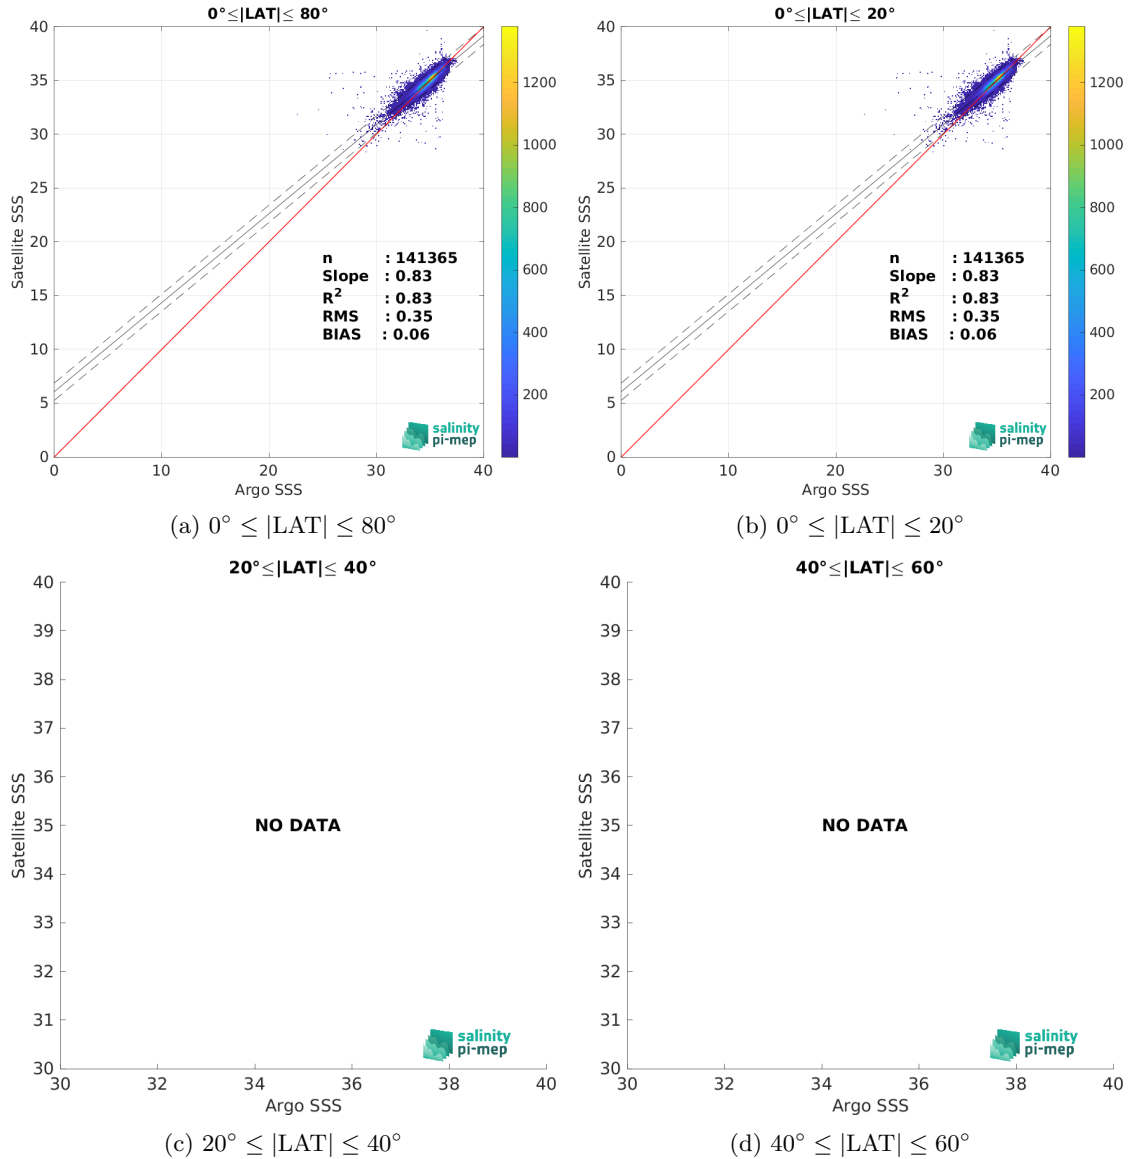 0°≤|LAT|≤ 80°
40
35
30
25
20
15
10
5
0
Satellite SSS
0
10
20
30
40
Argo SSS
1200
1000
800
600
400
200
n : 141365
Slope : 0.83
R² : 0.83
RMS : 0.35
BIAS : 0.06
salinity
pi-mep
(a) 0° ≤ |LAT| ≤ 80°
0°≤|LAT|≤ 20°
40
35
30
25
20
15
10
5
0
Satellite SSS
0
10
20
30
40
Argo SSS
1200
1000
800
600
400
200
n : 141365
Slope : 0.83
R² : 0.83
RMS : 0.35
BIAS : 0.06
salinity
pi-mep
(b) 0° ≤ |LAT| ≤ 20°
20°≤|LAT|≤ 40°
40
39
38
37
36
35
34
33
32
31
30
Satellite SSS
NO DATA
30
32
34
36
38
40
Argo SSS
salinity
pi-mep
(c) 20° ≤ |LAT| ≤ 40°
40°≤|LAT|≤ 60°
40
39
38
37
36
35
34
33
32
31
30
Satellite SSS
NO DATA
30
32
34
36
38
40
Argo SSS
salinity
pi-mep
(d) 40° ≤ |LAT| ≤ 60°